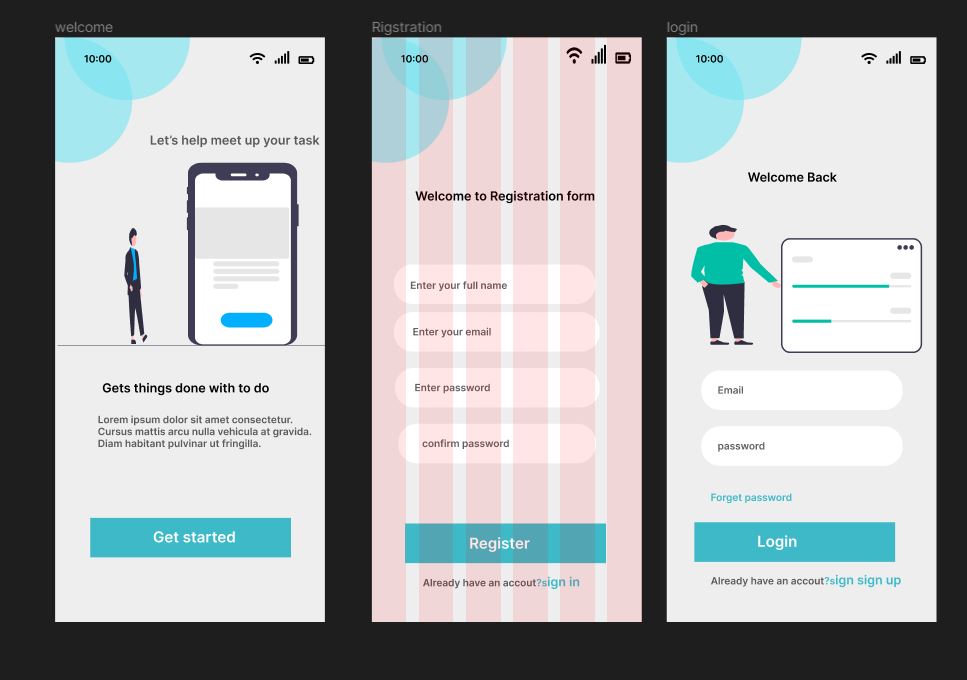 welcome
10:00
Let's help meet up your task
Gets things done with to do
Lorem ipsum dolor sit amet consectetur.
Cursus mattis arcu nulla vehicula at gravida.
Diam habitant pulvinar ut fringilla.
Get started
Rigstration
10:00
Welcome to Registration form
Enter your full name
Enter your email
Enter password
confirm password
Register
Already have an accout?sign in
login
10:00
Welcome Back
Email
password
Forget password
Login
Already have an accout?sign sign up